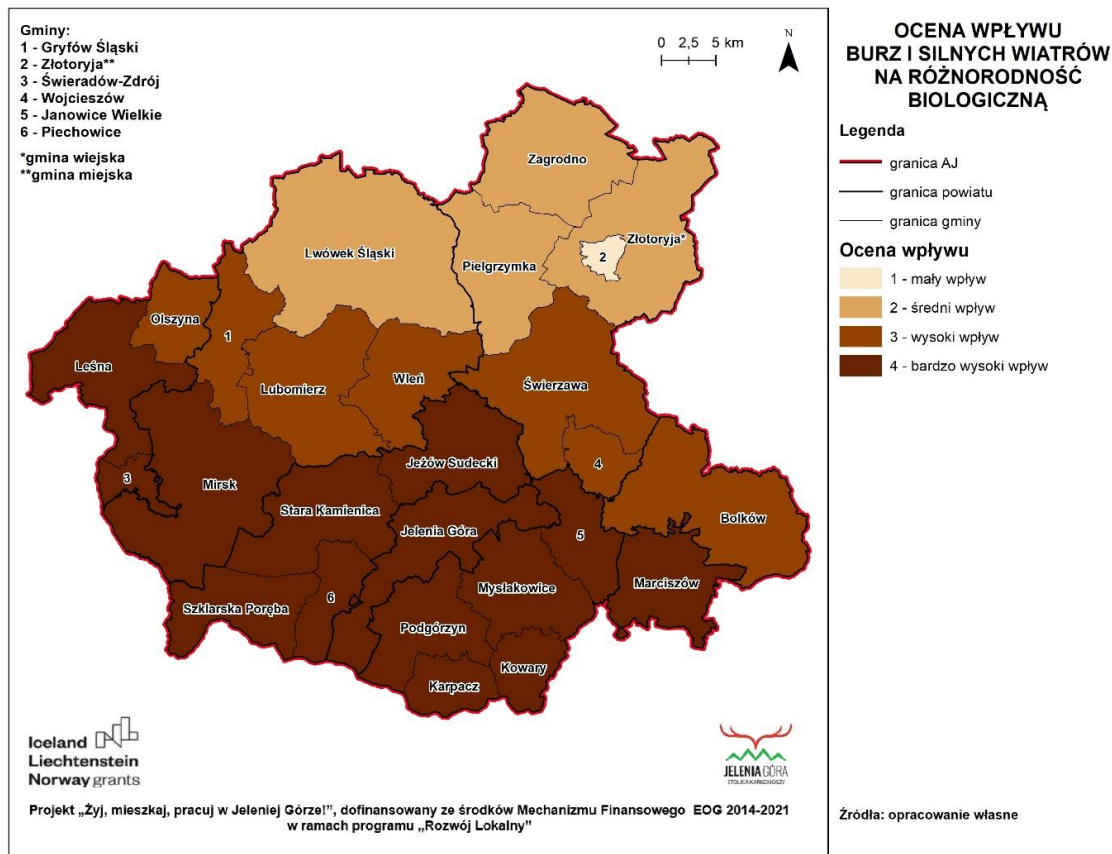 Gminy:
1 - Gryfów Śląski
2 - Złotoryja**
3 - Świeradów-Zdrój
4 - Wojcieszów
5 - Janowice Wielkie
6 - Piechowice
*gmina wiejska
**gmina miejska
0 2,5 5 km
N
Zagrodno
Złotoryja*
2
Lwówek Śląski
Pielgrzymka
Olszyna
1
Leśna
Lubomierz
Wleń
Świerzawa
4
3
Mirsk
Jeżów Sudecki
Stara Kamienica
Jelenia Góra
5
Bolków
Mysłakowice
Marciszów
Szklarska Poręba
6
Podgórzyn
Kowary
Karpacz
Iceland
Liechtenstein
Norway grants
JELENIA GÓRA
STOLICA KARKONOSZY
Projekt „Żyj, mieszkaj, pracuj w Jeleniej Górze!”, dofinansowany ze środków Mechanizmu Finansowego EOG 2014-2021
w ramach programu „Rozwój Lokalny”
OCENA WPŁYWU
BURZ I SILNYCH WIATRÓW
NA RÓŻNORODNOŚĆ
BIOLOGICZNĄ
Legenda
granica AJ
granica powiatu
granica gminy
Ocena wpływu
1 - mały wpływ
2 - średni wpływ
3 - wysoki wpływ
4 - bardzo wysoki wpływ
Źródła: opracowanie własne